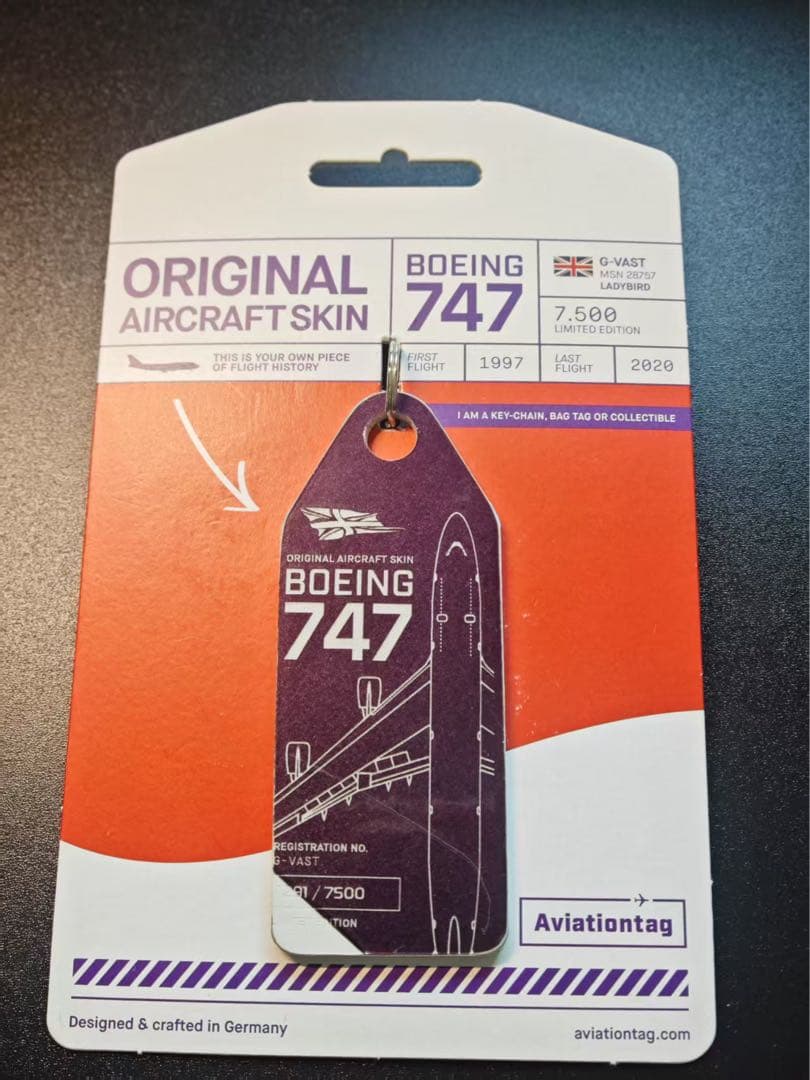 ORIGINAL
AIRCRAFT SKIN
BOEING
747
G-VAST
MSN 28757
LADYBIRD
7.500
LIMITED EDITION
THIS IS YOUR OWN PIECE
OF FLIGHT HISTORY
FIRST
FLIGHT
1997
LAST
FLIGHT
2020
I AM A KEY-CHAIN, BAG TAG OR COLLECTIBLE
ORIGINAL AIRCRAFT SKIN
BOEING
747
REGISTRATION NO.
G-VAST
/ 7500
Aviationtag
Designed & crafted in Germany
aviationtag.com